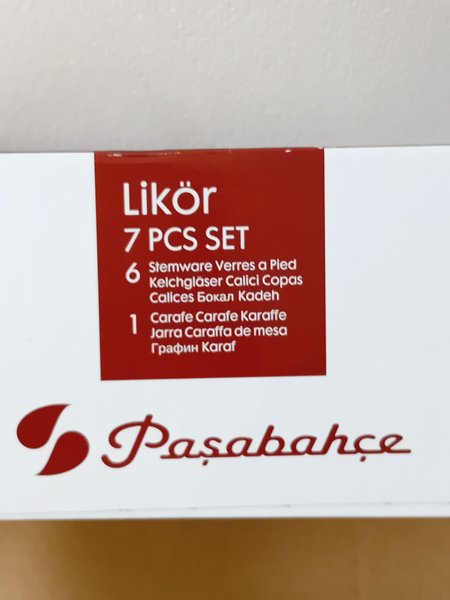 Likör
7 PCS SET
6 Stemware Verres a Pied
Kelchgläser Calici Copas
Calices Бокал Kadeh
1 Carafe Carafe Karaffe
Jarra Caraffa de mesa
Графин Karaf
Paşabahçe